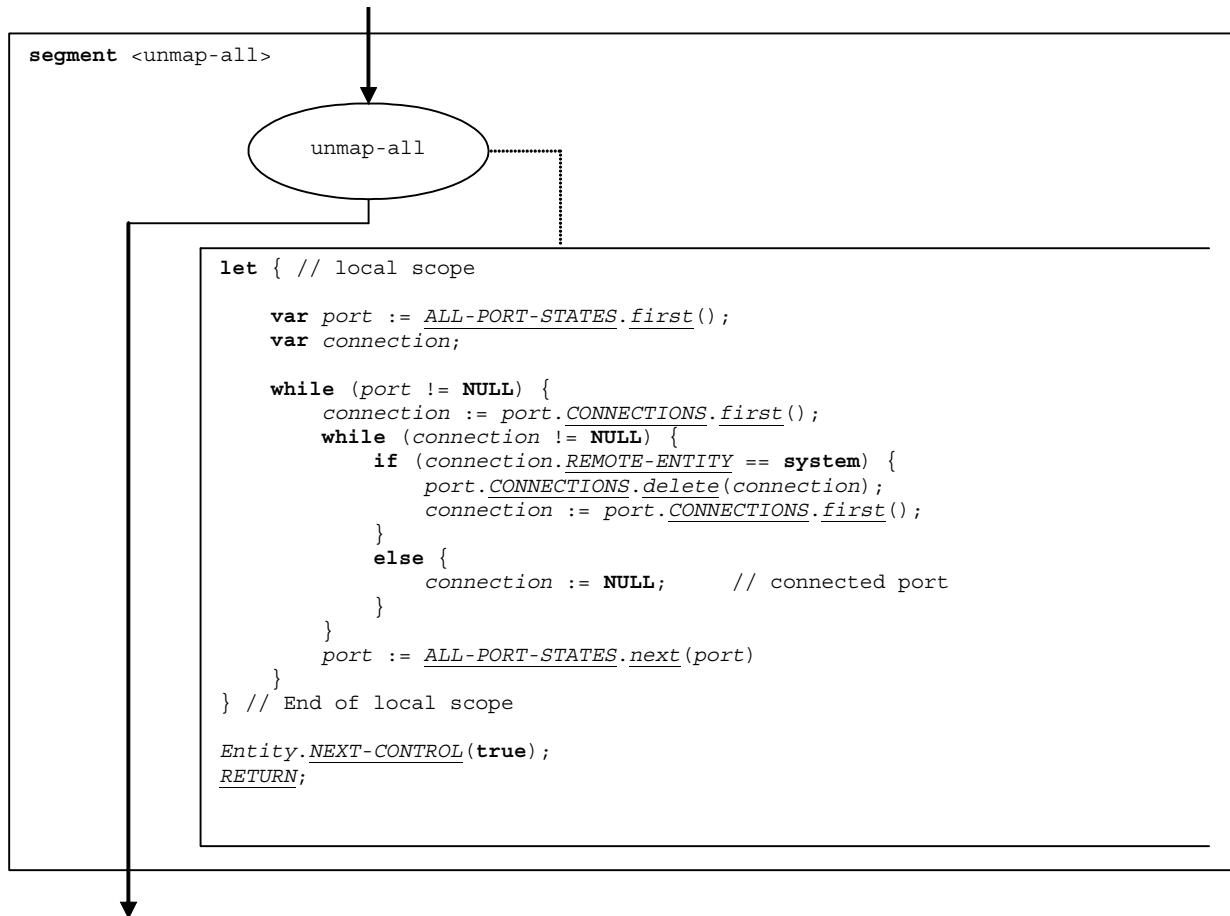 segment <unmap-all>
unmap-all
let { // local scope
var port := ALL-PORT-STATES.first();
var connection;
while (port != NULL) {
connection := port.CONNECTIONS.first();
while (connection != NULL) {
if (connection.REMOTE-ENTITY == system) {
port.CONNECTIONS.delete(connection);
connection := port.CONNECTIONS.first();
}
else {
connection := NULL; // connected port
}
}
port := ALL-PORT-STATES.next(port)
}
} // End of local scope
Entity.NEXT-CONTROL(true);
RETURN;